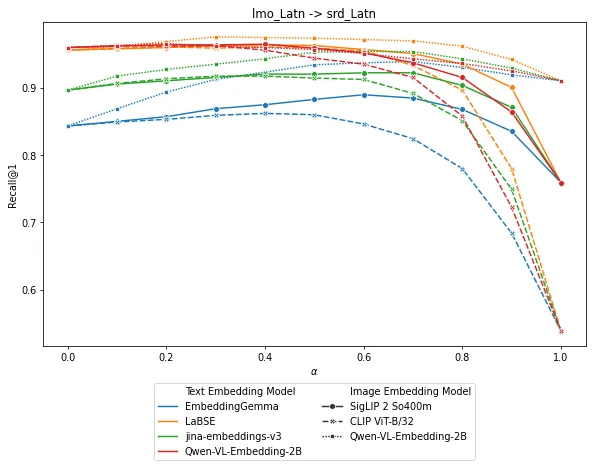 lmo_Latn -> srd_Latn
Recall@1
0.9
0.8
0.7
0.6
0.0 0.2 0.4 0.6 0.8 1.0
α
Text Embedding Model
EmbeddingGemma
LaBSE
jina-embeddings-v3
Qwen-VL-Embedding-2B
Image Embedding Model
SigLIP 2 So400m
CLIP ViT-B/32
Qwen-VL-Embedding-2B